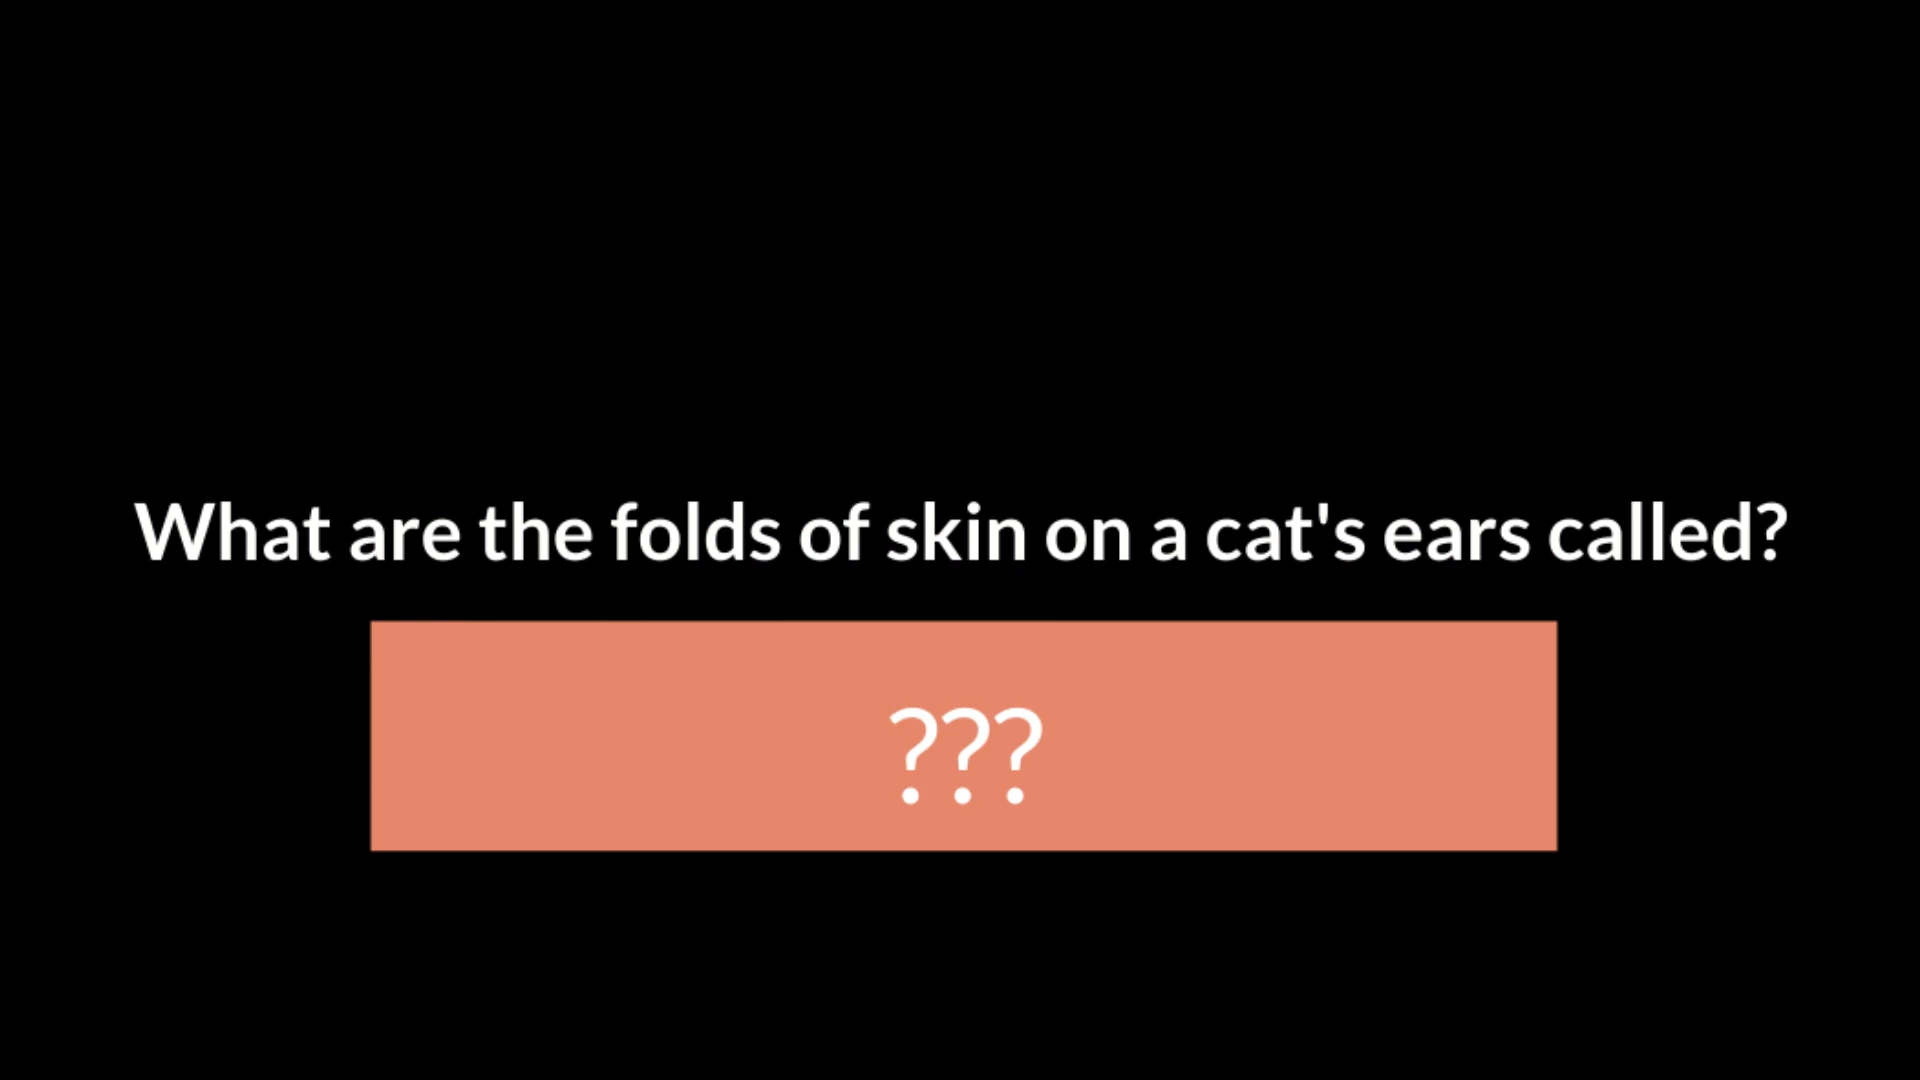 What are the folds of skin on a cat's ears called?
???